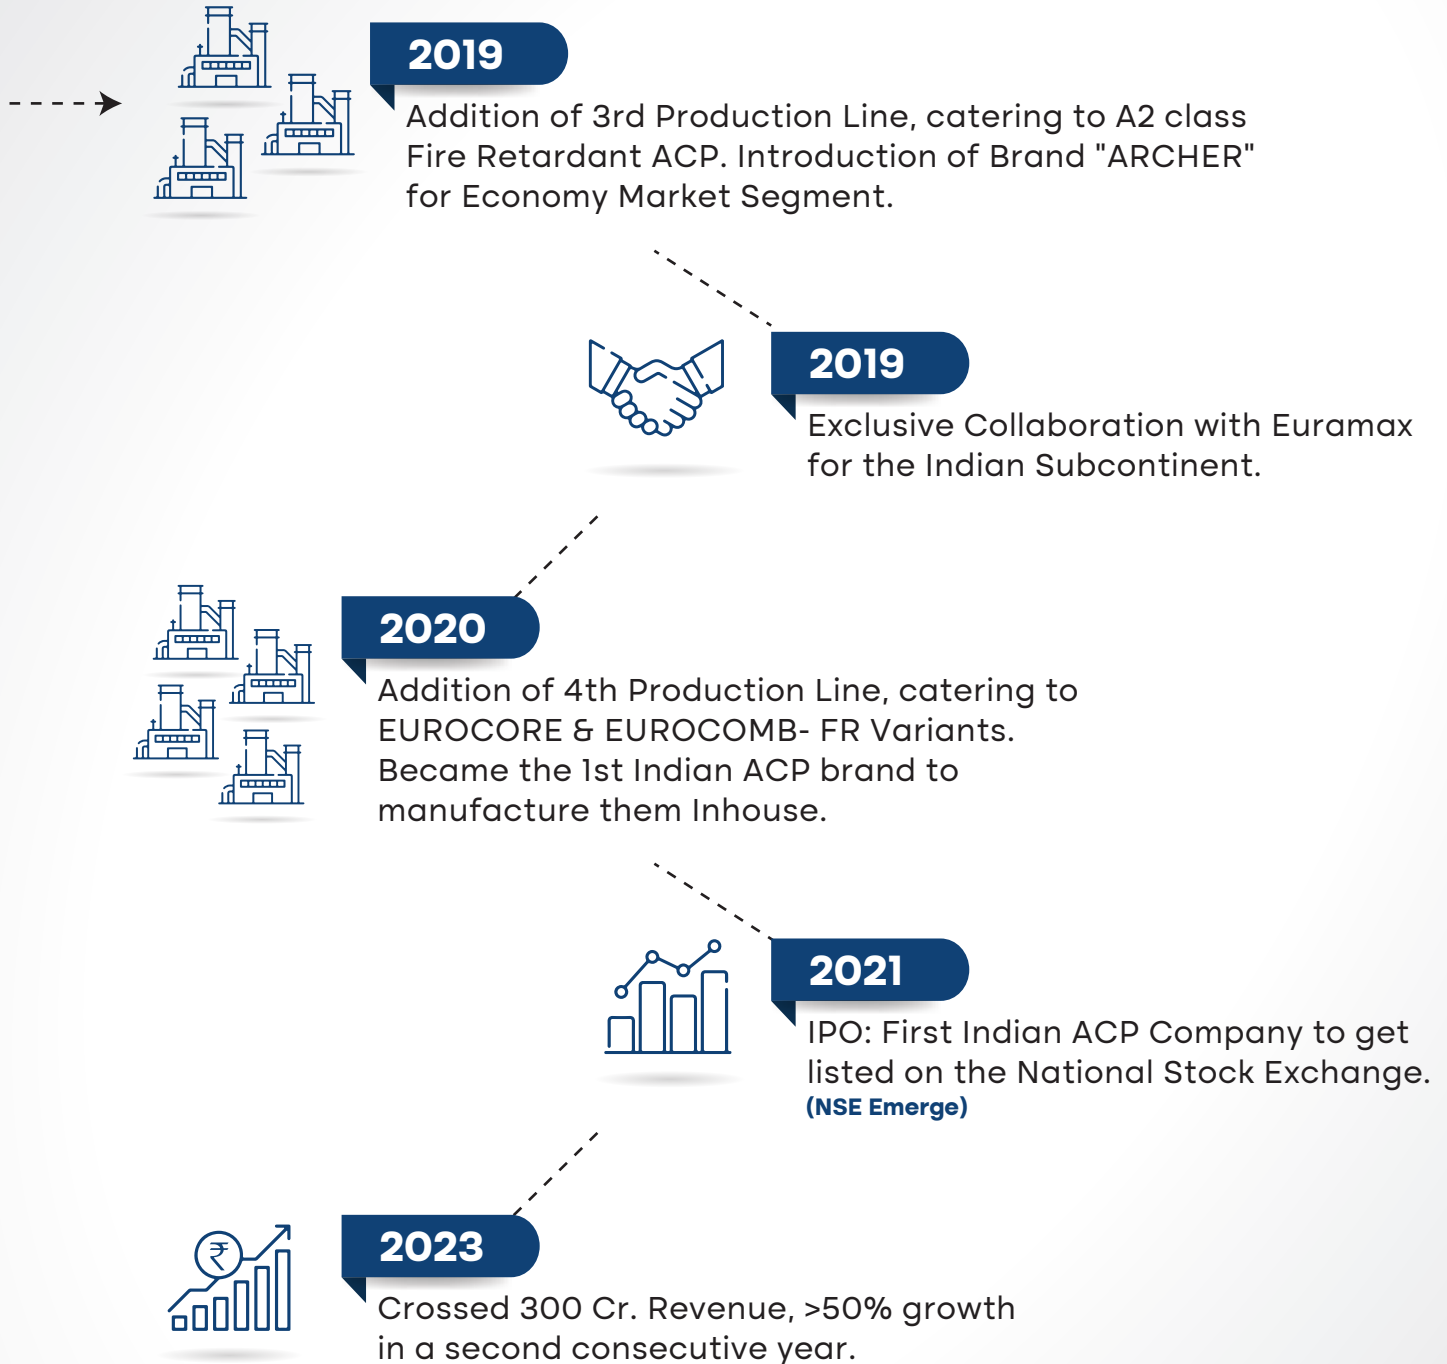 2019
Addition of 3rd Production Line, catering to A2 class
Fire Retardant ACP. Introduction of Brand "ARCHER"
for Economy Market Segment.
2019
Exclusive Collaboration with Euramax
for the Indian Subcontinent.
2020
Addition of 4th Production Line, catering to
EUROCORE & EUROCOMB- FR Variants.
Became the 1st Indian ACP brand to
manufacture them Inhouse.
2021
IPO: First Indian ACP Company to get
listed on the National Stock Exchange.
(NSE Emerge)
₹
2023
Crossed 300 Cr. Revenue, >50% growth
in a second consecutive year.